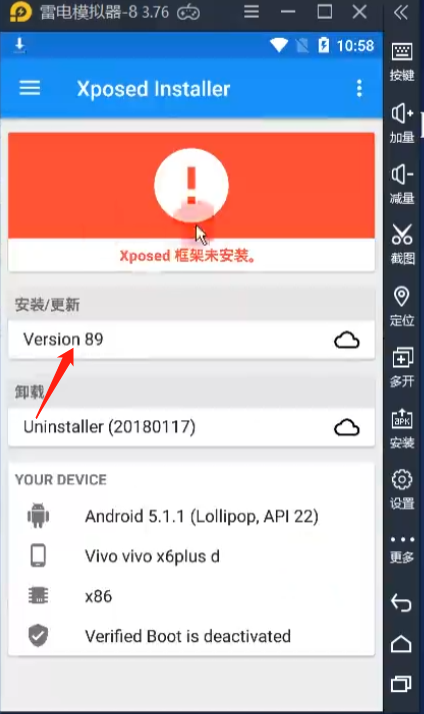 雷电模拟器-8 3.76
10:58
Xposed Installer
Xposed 框架未安装。
安装/更新
Version 89
卸载
Uninstaller (20180117)
YOUR DEVICE
Android 5.1.1 (Lollipop, API 22)
Vivo vivo x6plus d
x86
Verified Boot is deactivated
按键
加量
减量
截图
定位
多开
APK
安装
设置
更多